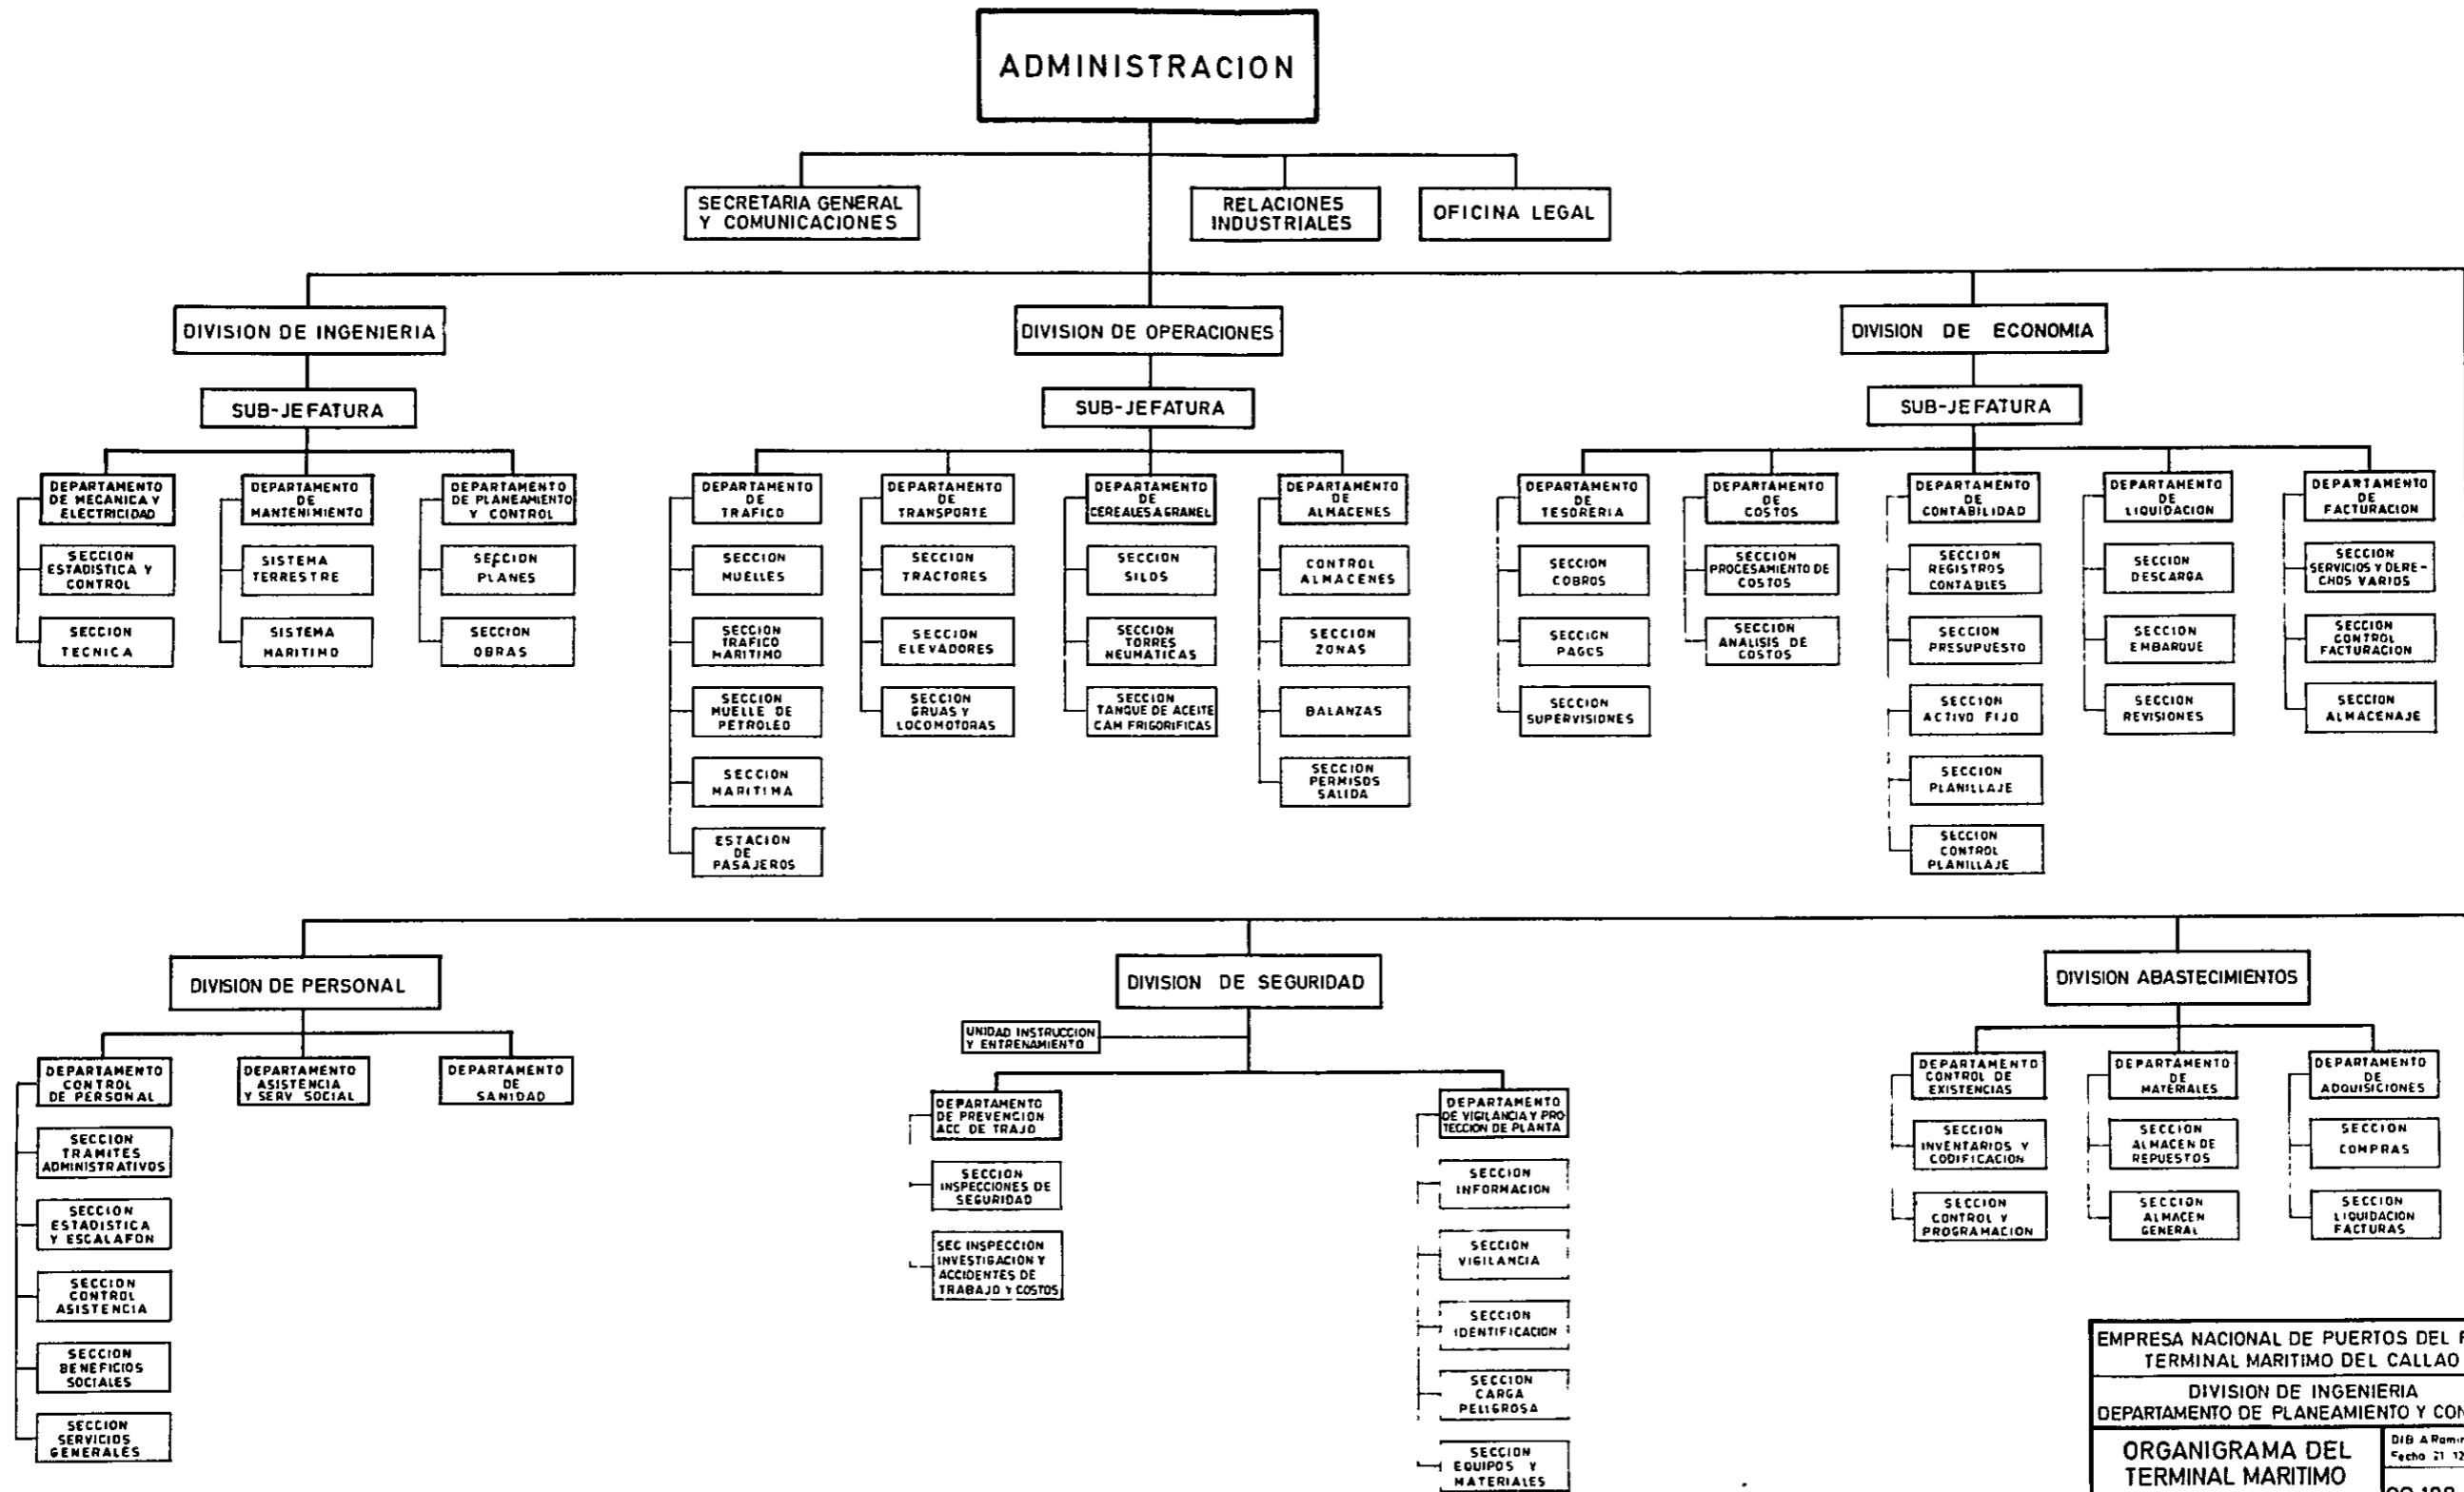 ADMINISTRACION
SECRETARIA GENERAL
Y COMUNICACIONES
RELACIONES
INDUSTRIALES
OFICINA LEGAL
DIVISION DE INGENIERIA
DIVISION DE OPERACIONES
DIVISION DE ECONOMIA
SUB-JEFATURA
SUB-JEFATURA
SUB-JEFATURA
DEPARTAMENTO
DE MECANICA Y
ELECTRICIDAD
SECCION
ESTADISTICA Y
CONTROL
SECCION
TECNICA
DEPARTAMENTO
DE
MANTENIMIENTO
SISTEMA
TERRESTRE
SISTEMA
MARITIMO
DEPARTAMENTO
DE PLANEAMIENTO
Y CONTROL
SECCION
PLANES
SECCION
OBRAS
DEPARTAMENTO
DE
TRAFICO
SECCION
MUELLES
SECCION
TRAFICO
MARITIMO
SECCION
MUELLE DE
PETROLEO
SECCION
MARITIMA
ESTACION
DE
PASAJEROS
DEPARTAMENTO
DE
TRANSPORTE
SECCION
TRACTORES
SECCION
ELEVADORES
SECCION
GRUAS Y
LOCOMOTORAS
DEPARTAMENTO
DE
CEREALES A GRANEL
SECCION
SILOS
SECCION
TORRES
NEUMATICAS
SECCION
TANQUE DE ACEITE
CAM FRIGORIFICAS
DEPARTAMENTO
DE
ALMACENES
CONTROL
ALMACENES
SECCION
ZONAS
BALANZAS
SECCION
PERMISOS
SALIDA
DEPARTAMENTO
DE
TESORERIA
SECCION
COBROS
SECCION
PAGOS
SECCION
SUPERVISIONES
DEPARTAMENTO
DE
COSTOS
SECCION
PROCESAMIENTO DE
COSTOS
SECCION
ANALISIS DE
COSTOS
DEPARTAMENTO
DE
CONTABILIDAD
SECCION
REGISTROS
CONTABLES
SECCION
PRESUPUESTO
SECCION
ACTIVO FIJO
SECCION
PLANILLAJE
SECCION
CONTROL
PLANILLAJE
DEPARTAMENTO
DE
LIQUIDACION
SECCION
DESCARGA
SECCION
EMBARQUE
SECCION
REVISIONES
DEPARTAMENTO
DE
FACTURACION
SECCION
SERVICIOS Y DERE-
CHOS VARIOS
SECCION
CONTROL
FACTURACION
SECCION
ALMACENAJE
DIVISION DE PERSONAL
DIVISION DE SEGURIDAD
DIVISION ABASTECIMIENTOS
DEPARTAMENTO
CONTROL
DE PERSONAL
SECCION
TRAMITES
ADMINISTRATIVOS
SECCION
ESTADISTICA
Y ESCALAFON
SECCION
CONTROL
ASISTENCIA
SECCION
BENEFICIOS
SOCIALES
SECCION
SERVICIOS
GENERALES
DEPARTAMENTO
ASISTENCIA
Y SERV SOCIAL
DEPARTAMENTO
DE
SANIDAD
UNIDAD INSTRUCCION
Y ENTRENAMIENTO
DEPARTAMENTO
DE PREVENCION
ACC DE TRAJO
SECCION
INSPECCIONES DE
SEGURIDAD
SEC INSPECCION
INVESTIGACION Y
ACCIDENTES DE
TRABAJO Y COSTOS
DEPARTAMENTO
DE VIGILANCIA Y PRO-
TECCION DE PLANTA
SECCION
INFORMACION
SECCION
VIGILANCIA
SECCION
IDENTIFICACION
SECCION
CARGA
PELIGROSA
SECCION
EQUIPOS Y
MATERIALES
DEPARTAMENTO
CONTROL DE
EXISTENCIAS
SECCION
INVENTARIOS Y
CODIFICACION
SECCION
CONTROL Y
PROGRAMACION
DEPARTAMENTO
DE
MATERIALES
SECCION
ALMACEN DE
REPUESTOS
SECCION
ALMACEN
GENERAL
DEPARTAMENTO
DE
ADQUISICIONES
SECCION
COMPRAS
SECCION
LIQUIDACION
FACTURAS
EMPRESA NACIONAL DE PUERTOS DEL
TERMINAL MARITIMO DEL CALLAO
DIVISION DE INGENIERIA
DEPARTAMENTO DE PLANEAMIENTO Y
ORGANIGRAMA DEL
TERMINAL MARITIMO
DIB A
Fecha 21 12